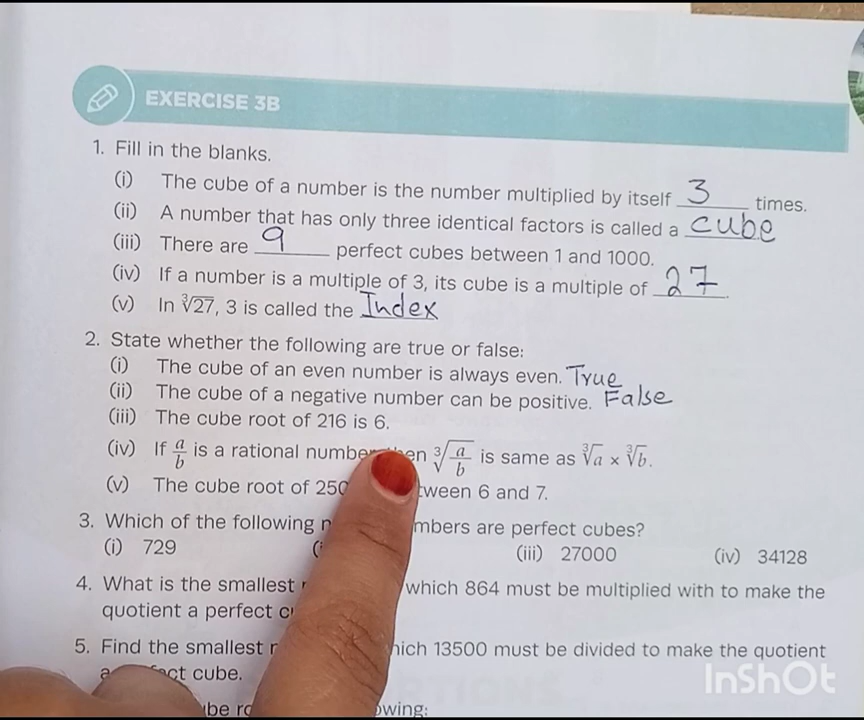 EXERCISE 3B
1. Fill in the blanks.
(i) The cube of a number is the number multiplied by itself 3 times.
(ii) A number that has only three identical factors is called a cube
(iii) There are 9 perfect cubes between 1 and 1000.
(iv) If a number is a multiple of 3, its cube is a multiple of 27.
(v) In ∛27, 3 is called the Index
2. State whether the following are true or false:
(i) The cube of an even number is always even. True
(ii) The cube of a negative number can be positive. False
(iii) The cube root of 216 is 6.
(iv) If a/b is a rational number ∛(a/b) is same as ∛a × ∛b.
(v) The cube root of 6 and 7.
3. Which of the following are perfect cubes?
(i) 729 (iii) 27000 (iv) 34128
4. What is the smallest which 864 must be multiplied with to make the
quotient a perfect
5. Find the smallest 13500 must be divided to make the quotient
cube.
InShOt